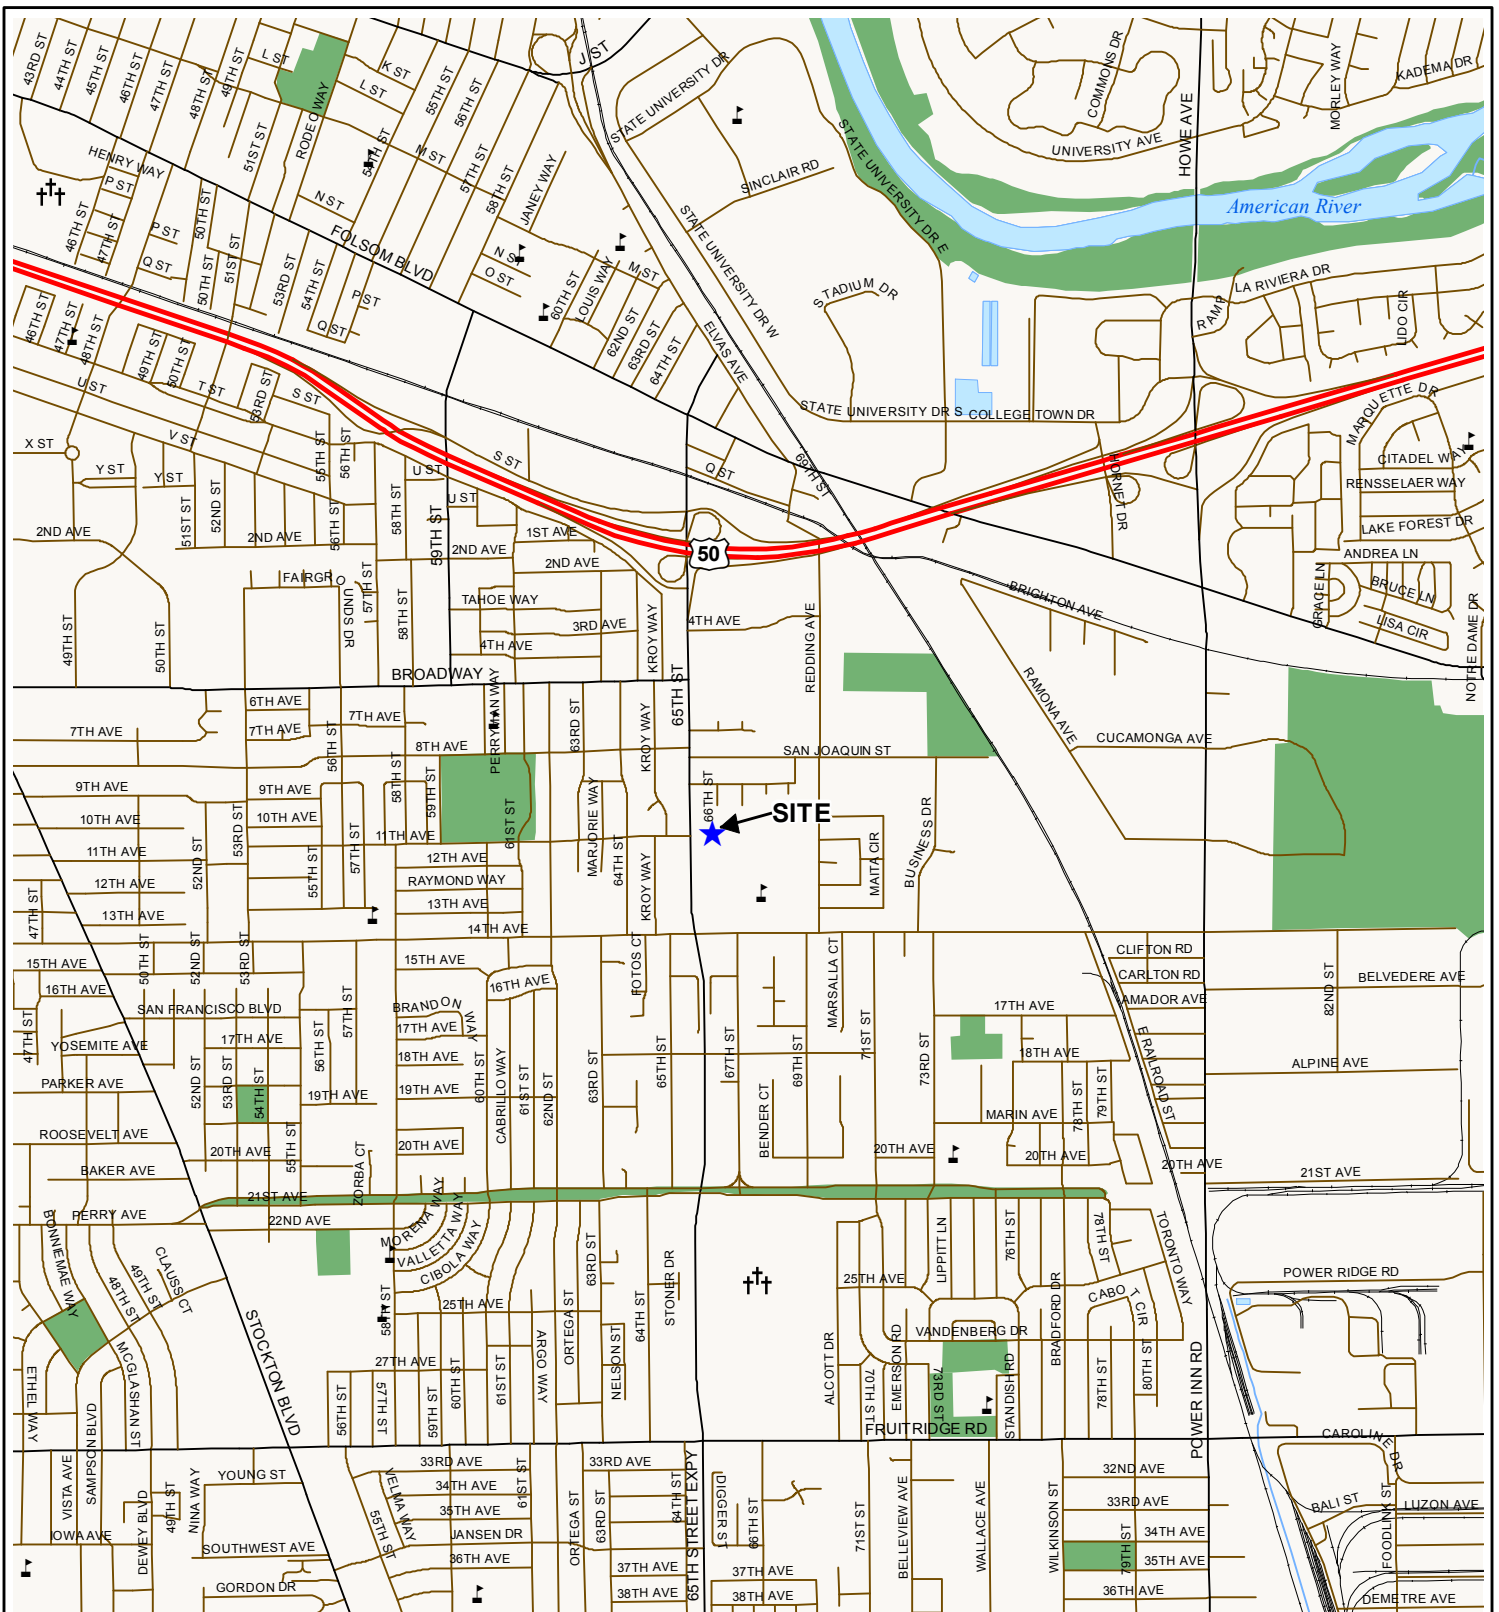 43RD ST
44TH ST
45TH ST
46TH ST
47TH ST
48TH ST
49TH ST
L ST
RODEO WAY
K ST
L ST
55TH ST
56TH ST
J ST
STATE UNIVERSITY DR
COMMONS DR
HOWE AVE
MORLEY WAY
KADEMA DR
UNIVERSITY AVE
HENRY WAY
P ST
51ST ST
54TH ST
M ST
57TH ST
58TH ST
JANEY WAY
SINCLAIR RD
STATE UNIVERSITY DR E
American River
46TH ST
47TH ST
P ST
Q ST
50TH ST
50TH ST
51ST ST
N ST
FOLSOM BLVD
53RD ST
54TH ST
P ST
Q ST
N ST
O ST
60TH ST
LOUIS WAY
M ST
62ND ST
63RD ST
64TH ST
STATE UNIVERSITY DR W
ELVAS AVE
STADIUM DR
RAMP
LA RIVIERA DR
LIDO CIR
46TH ST
47TH ST
48TH ST
49TH ST
50TH ST
U ST
T ST
53RD ST
S ST
STATE UNIVERSITY DR S
COLLEGE TOWN DR
MARQUETTE DR
X ST
V ST
Y ST
Y ST
55TH ST
56TH ST
U ST
S ST
Q ST
69TH ST
HORNET DR
CITADEL WAY
RENSSELAER WAY
LAKE FOREST DR
ANDREA LN
2ND AVE
51ST ST
52ND ST
2ND AVE
56TH ST
58TH ST
59TH ST
U ST
2ND AVE
1ST AVE
2ND AVE
50
BRIGHTON AVE
GRACE LN
BRUCE LN
LISA CIR
NOTRE DAME DR
49TH ST
50TH ST
FAIRGRO
UNDS DR
57TH ST
58TH ST
TAHOE WAY
3RD AVE
4TH AVE
KROY WAY
4TH AVE
REDDING AVE
65TH ST
BROADWAY
RAMONA AVE
6TH AVE
7TH AVE
7TH AVE
7TH AVE
56TH ST
8TH AVE
PERRYMAN WAY
63RD ST
KROY WAY
SAN JOAQUIN ST
CUCAMONGA AVE
9TH AVE
9TH AVE
58TH ST
59TH ST
66TH ST
SITE
BUSINESS DR
10TH AVE
53RD ST
10TH AVE
11TH AVE
61ST ST
MARJORIE WAY
64TH ST
MAITA CIR
11TH AVE
52ND ST
55TH ST
57TH ST
12TH AVE
12TH AVE
RAYMOND WAY
KROY WAY
47TH ST
13TH AVE
13TH AVE
14TH AVE
50TH ST
52ND ST
53RD ST
15TH AVE
15TH AVE
16TH AVE
FOTOS CT
MARSALLA CT
CLIFTON RD
CARLTON RD
82ND ST
BELVEDERE AVE
16TH AVE
SAN FRANCISCO BLVD
57TH ST
BRANDON
WAY
17TH AVE
17TH AVE
AMADOR AVE
47TH ST
YOSEMITE AVE
17TH AVE
56TH ST
18TH AVE
60TH ST
CABRILLO WAY
61ST ST
62ND ST
63RD ST
65TH ST
67TH ST
69TH ST
71ST ST
73RD ST
18TH AVE
E RAILROAD ST
ALPINE AVE
PARKER AVE
52ND ST
53RD ST
54TH ST
19TH AVE
19TH AVE
BENDER CT
MARIN AVE
78TH ST
79TH ST
ROOSEVELT AVE
20TH AVE
55TH ST
ZORBA CT
20TH AVE
20TH AVE
20TH AVE
20TH AVE
21ST AVE
BAKER AVE
21ST AVE
PERRY AVE
22ND AVE
MORENA WAY
VALLETTA WAY
CIBOLA WAY
BONNIEMAE WAY
CLAUSS CT
49TH ST
48TH ST
STOCKTON BLVD
63RD ST
STONER DR
LIPPITT LN
76TH ST
78TH ST
TORONTO WAY
25TH AVE
POWER RIDGE RD
58TH ST
25TH AVE
ARGO WAY
ORTEGA ST
64TH ST
BRADFORD DR
CABOT CIR
VANDENBERG DR
MCGLASHAN ST
27TH AVE
NELSON ST
ALCOTT DR
70TH ST
EMERSON RD
73RD ST
STANDISH RD
78TH ST
80TH ST
POWER INN RD
ETHEL WAY
56TH ST
57TH ST
59TH ST
60TH ST
61ST ST
FRUITRIDGE RD
CAROLINE DR
VISTA AVE
SAMPSON BLVD
YOUNG ST
33RD AVE
33RD AVE
32ND AVE
DEWEY BLVD
49TH ST
NINA WAY
VELMA WAY
34TH AVE
61ST ST
64TH ST
65TH STREET EXPY
DIGGER ST
33RD AVE
BALI ST
LUZON AVE
IOWA AVE
SOUTHWEST AVE
55TH ST
35TH AVE
JANSEN DR
ORTEGA ST
63RD ST
69TH ST
71ST ST
BELLEVIEW AVE
WALLACE AVE
WILKINSON ST
79TH ST
34TH AVE
FOODLINK ST
36TH AVE
37TH AVE
37TH AVE
35TH AVE
GORDON DR
38TH AVE
38TH AVE
36TH AVE
DEMETRE AVE